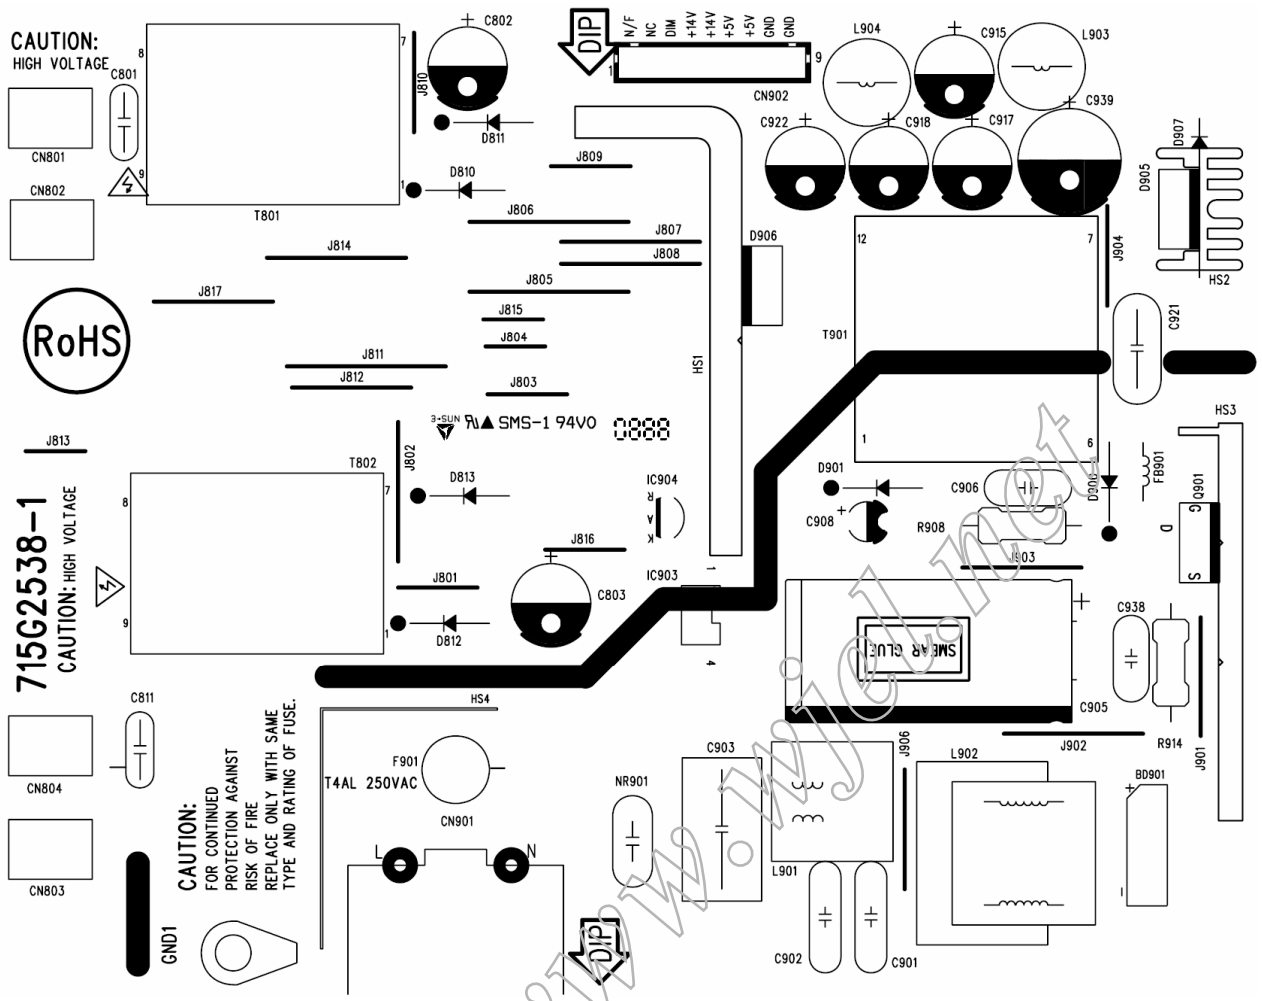 CAUTION:
HIGH VOLTAGE
C801
CN801
CN802
8
7
9
1
T801
J810
C802
D811
D810
DIP
N/F
NC
DIM
+14V
+14V
+5V
+5V
GND
GND
1
9
CN902
L904
C915
L903
C939
C922
C918
C917
D907
D905
HS2
J809
J806
J807
J808
J805
J814
J817
J815
J804
J811
J812
J803
J813
RoHS
HS1
D906
12
7
T901
1
6
J904
C921
HS3
3-SUN
SMS-1 94V0
T802
J802
8
7
9
1
D813
D812
J801
J816
C803
IC904
R
A
K
IC903
1
4
D901
C908
C906
R908
D900
FB901
Q901
G
D
S
J903
SMEAR GLUE
C905
C938
R914
J901
J902
715G2538-1
CAUTION: HIGH VOLTAGE
C811
CN804
CN803
GND1
CAUTION:
FOR CONTINUED
PROTECTION AGAINST
RISK OF FIRE
REPLACE ONLY WITH SAME
TYPE AND RATING OF FUSE.
HS4
F901
T4AL 250VAC
CN901
L
N
DIP
NR901
C903
L901
J906
C902
C901
L902
BD901
+
-
www.wjel.net